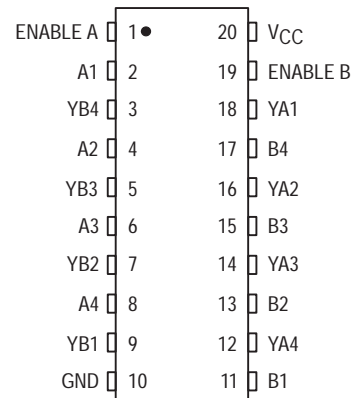 ENABLE A 1 20 VCC
A1 2 19 ENABLE B
YB4 3 18 YA1
A2 4 17 B4
YB3 5 16 YA2
A3 6 15 B3
YB2 7 14 YA3
A4 8 13 B2
YB1 9 12 YA4
GND 10 11 B1